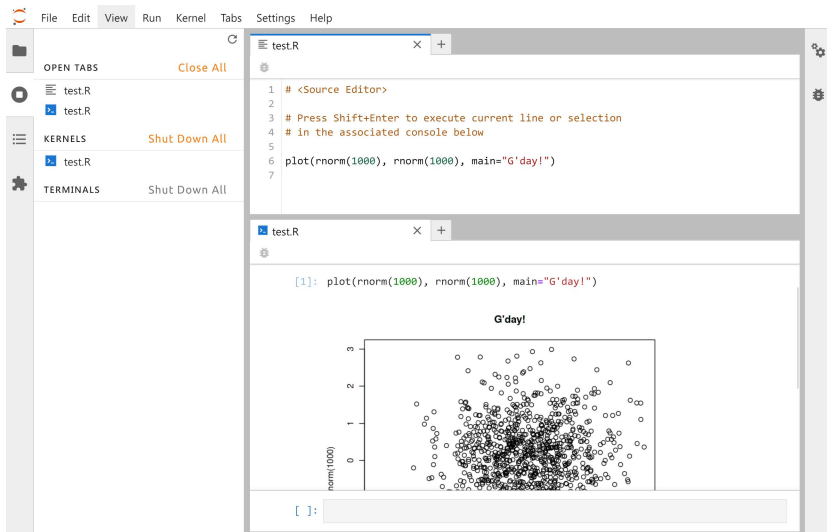 File Edit View Run Kernel Tabs Settings Help
OPEN TABS Close All
test.R
test.R
KERNELS Shut Down All
test.R
TERMINALS Shut Down All
test.R × +
1 # <Source Editor>
2
3 # Press Shift+Enter to execute current line or selection
4 # in the associated console below
5
6 plot(rnorm(1000), rnorm(1000), main="G'day!")
7
test.R × +
[1]: plot(rnorm(1000), rnorm(1000), main="G'day!")
G'day!
3
2
1
0
norm(1000)
[ ]: